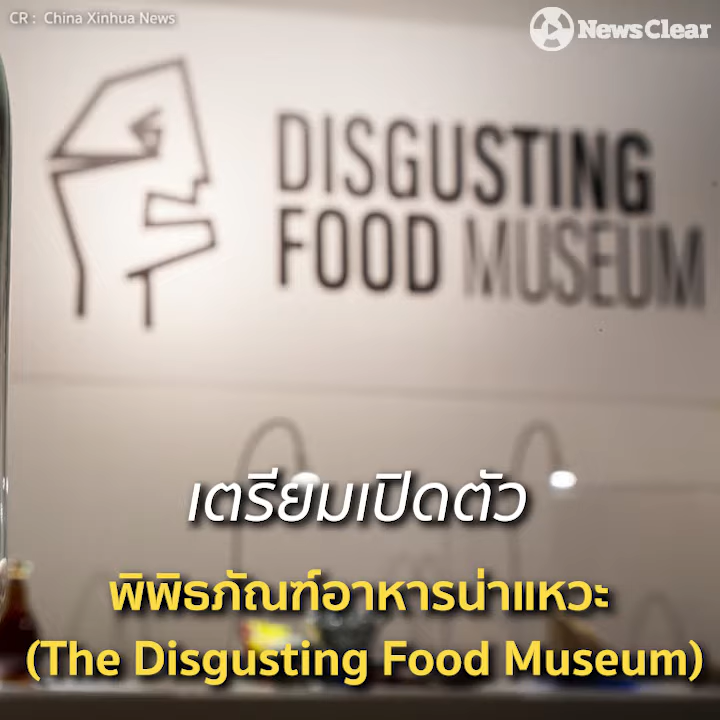 CR : China Xinhua News
NewsClear
DISGUSTING
FOOD MUSEUM
เตรียมเปิดตัว
พิพิธภัณฑ์อาหารน่าแหวะ
(The Disgusting Food Museum)